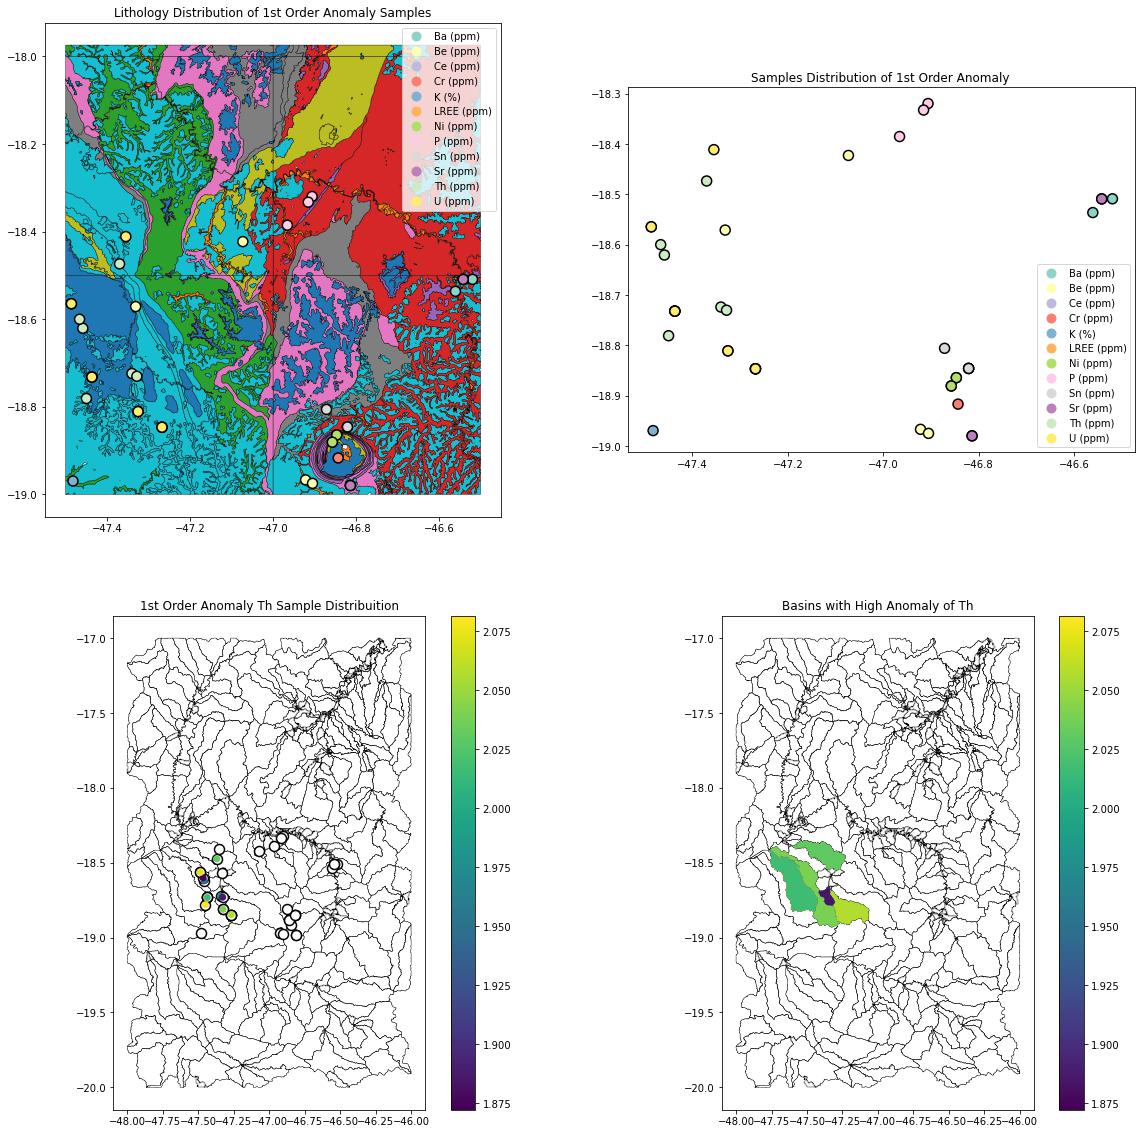 Lithology Distribution of 1st Order Anomaly Samples
−18.0
−18.2
−18.4
−18.6
−18.8
−19.0
−47.4
−47.2
−47.0
−46.8
−46.6
Ba (ppm)
Be (ppm)
Ce (ppm)
Cr (ppm)
K (%)
LREE (ppm)
Ni (ppm)
P (ppm)
Sn (ppm)
Sr (ppm)
Th (ppm)
U (ppm)
Samples Distribution of 1st Order Anomaly
−18.3
−18.4
−18.5
−18.6
−18.7
−18.8
−18.9
−19.0
−47.4
−47.2
−47.0
−46.8
−46.6
Ba (ppm)
Be (ppm)
Ce (ppm)
Cr (ppm)
K (%)
LREE (ppm)
Ni (ppm)
P (ppm)
Sn (ppm)
Sr (ppm)
Th (ppm)
U (ppm)
1st Order Anomaly Th Sample Distribuition
−17.0
−17.5
−18.0
−18.5
−19.0
−19.5
−20.0
−48.00−47.75−47.50−47.25−47.00−46.75−46.50−46.25−46.00
2.075
2.050
2.025
2.000
1.975
1.950
1.925
1.900
1.875
Basins with High Anomaly of Th
−17.0
−17.5
−18.0
−18.5
−19.0
−19.5
−20.0
−48.00−47.75−47.50−47.25−47.00−46.75−46.50−46.25−46.00
2.075
2.050
2.025
2.000
1.975
1.950
1.925
1.900
1.875